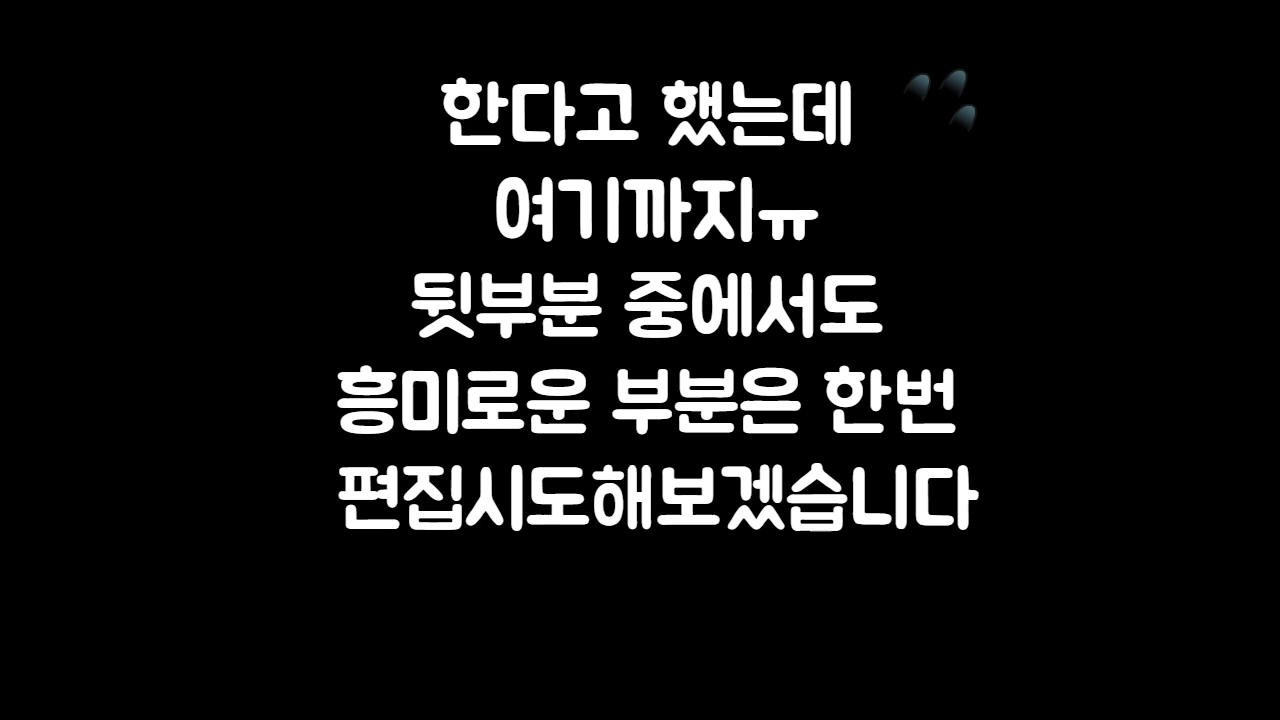 한다고 했는데
여기까지ㅠ
뒷부분 중에서도
흥미로운 부분은 한번
편집시도해보겠습니다